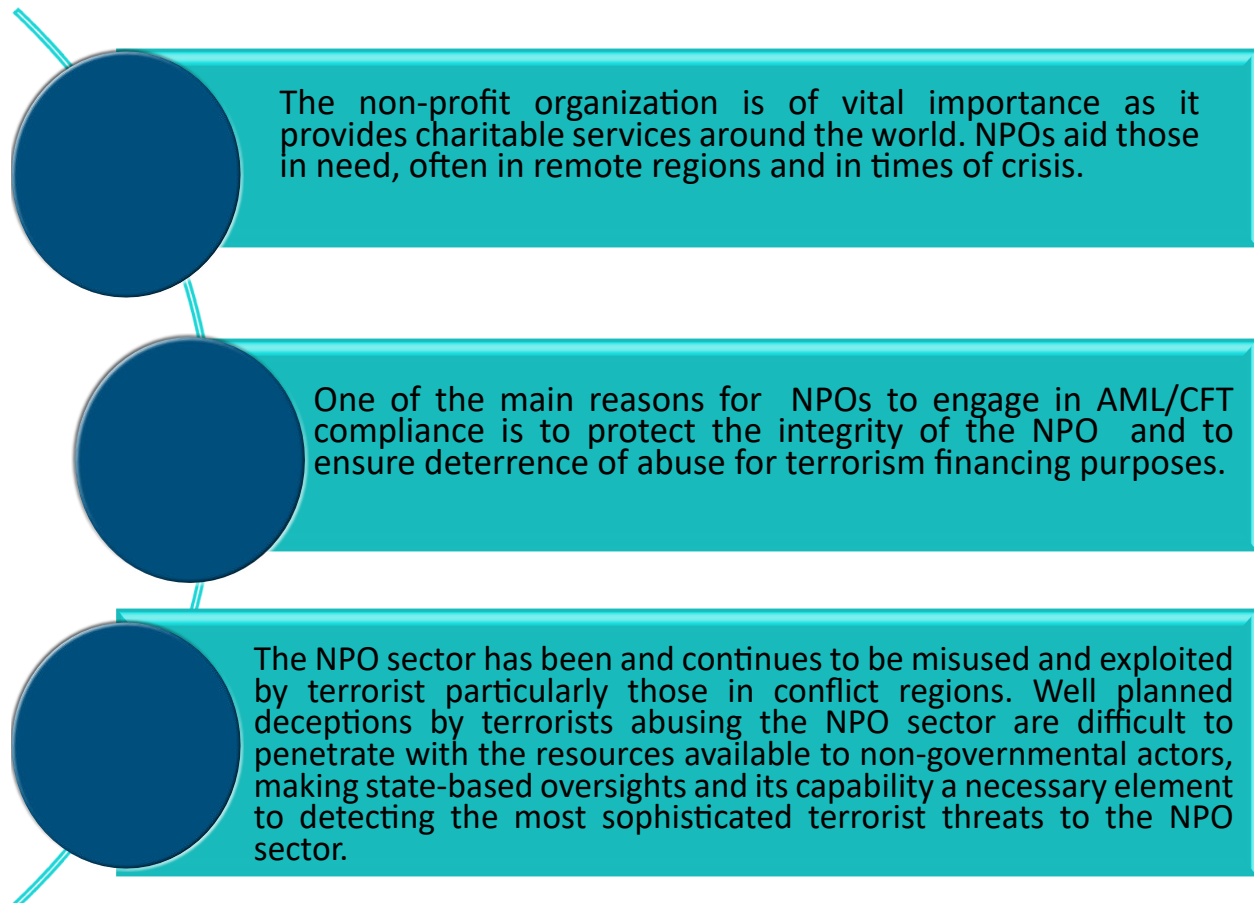 The non-profit organization is of vital importance as it
provides charitable services around the world. NPOs aid those
in need, often in remote regions and in times of crisis.
One of the main reasons for NPOs to engage in AML/CFT
compliance is to protect the integrity of the NPO and to
ensure deterrence of abuse for terrorism financing purposes.
The NPO sector has been and continues to be misused and exploited
by terrorist particularly those in conflict regions. Well planned
deceptions by terrorists abusing the NPO sector are difficult to
penetrate with the resources available to non-governmental actors,
making state-based oversights and its capability a necessary element
to detecting the most sophisticated terrorist threats to the NPO
sector.